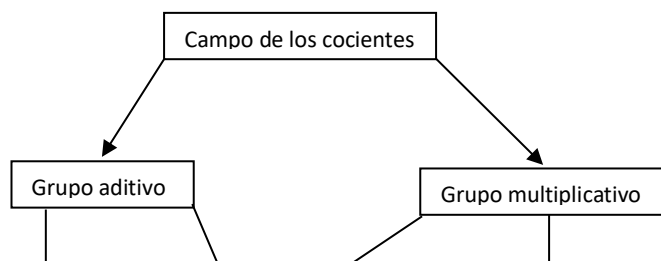 Campo de los cocientes
Grupo aditivo
Grupo multiplicativo